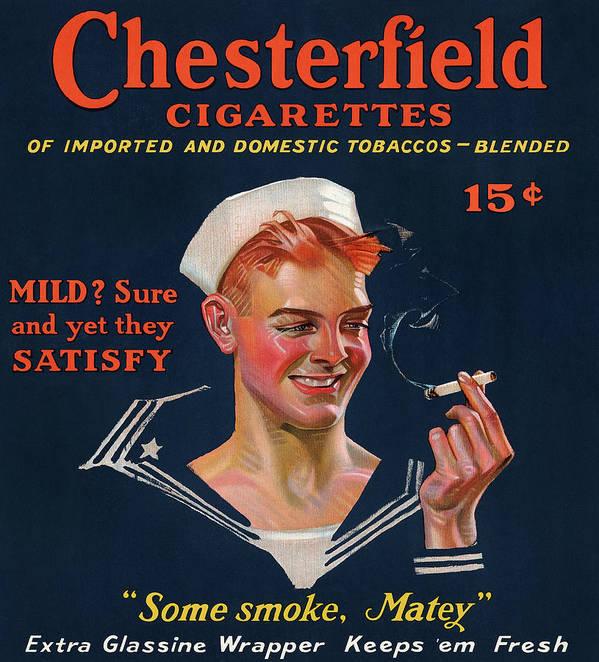 Chesterfield
CIGARETTES
OF IMPORTED AND DOMESTIC TOBACCOS – BLENDED
15¢
MILD? Sure
and yet they
SATISFY
"Some smoke, Matey"
Extra Glassine Wrapper Keeps 'em Fresh